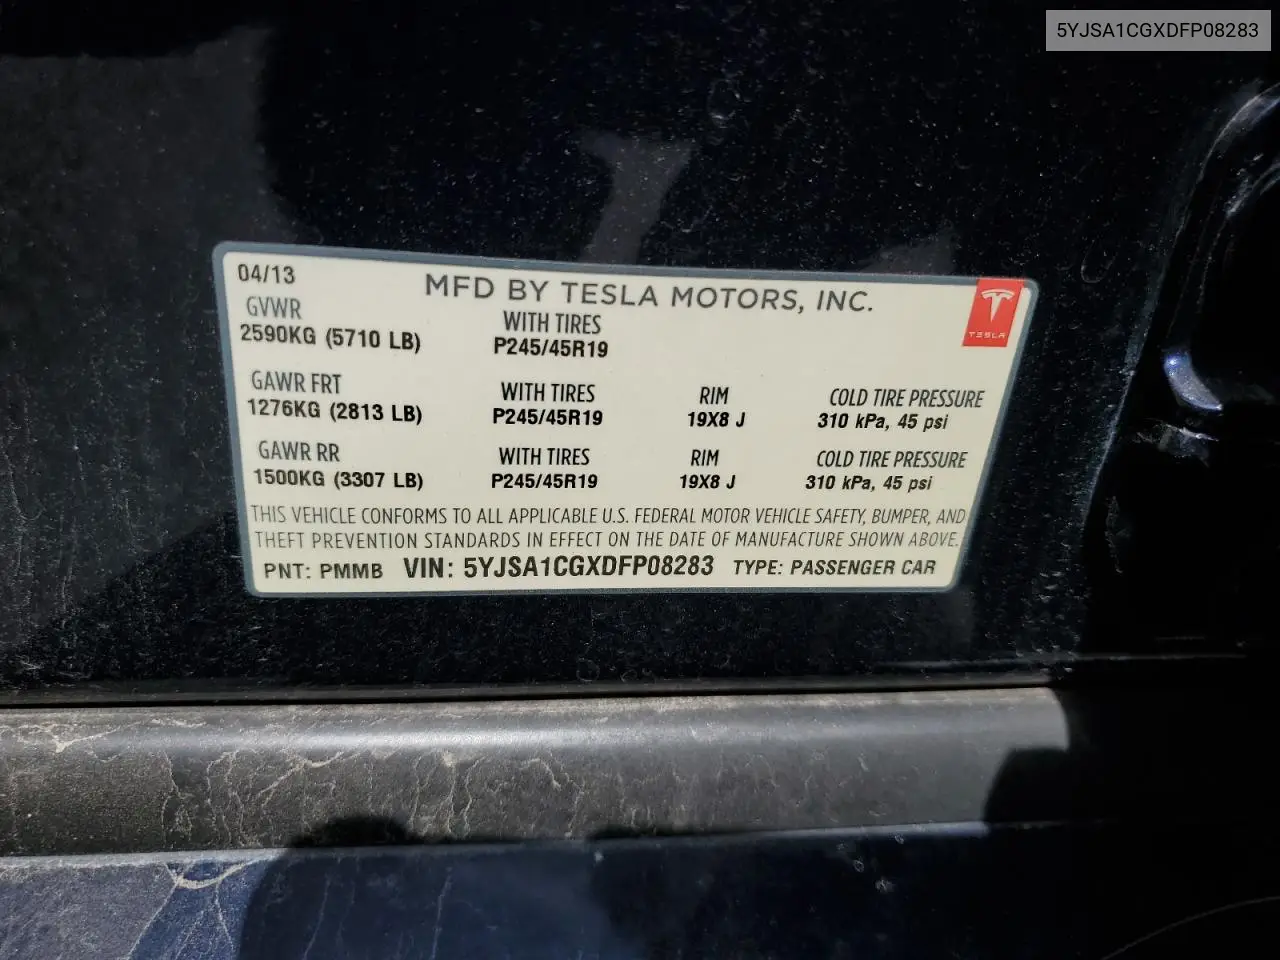 5YJSA1CGXDFP08283
04/13 MFD BY TESLA MOTORS, INC.
GVWR WITH TIRES
2590KG (5710 LB) P245/45R19
TESLA
GAWR FRT WITH TIRES RIM COLD TIRE PRESSURE
1276KG (2813 LB) P245/45R19 19X8 J 310 kPa, 45 psi
GAWR RR WITH TIRES RIM COLD TIRE PRESSURE
1500KG (3307 LB) P245/45R19 19X8 J 310 kPa, 45 psi
THIS VEHICLE CONFORMS TO ALL APPLICABLE U.S. FEDERAL MOTOR VEHICLE SAFETY, BUMPER, AND
THEFT PREVENTION STANDARDS IN EFFECT ON THE DATE OF MANUFACTURE SHOWN ABOVE.
PNT: PMMB VIN: 5YJSA1CGXDFP08283 TYPE: PASSENGER CAR